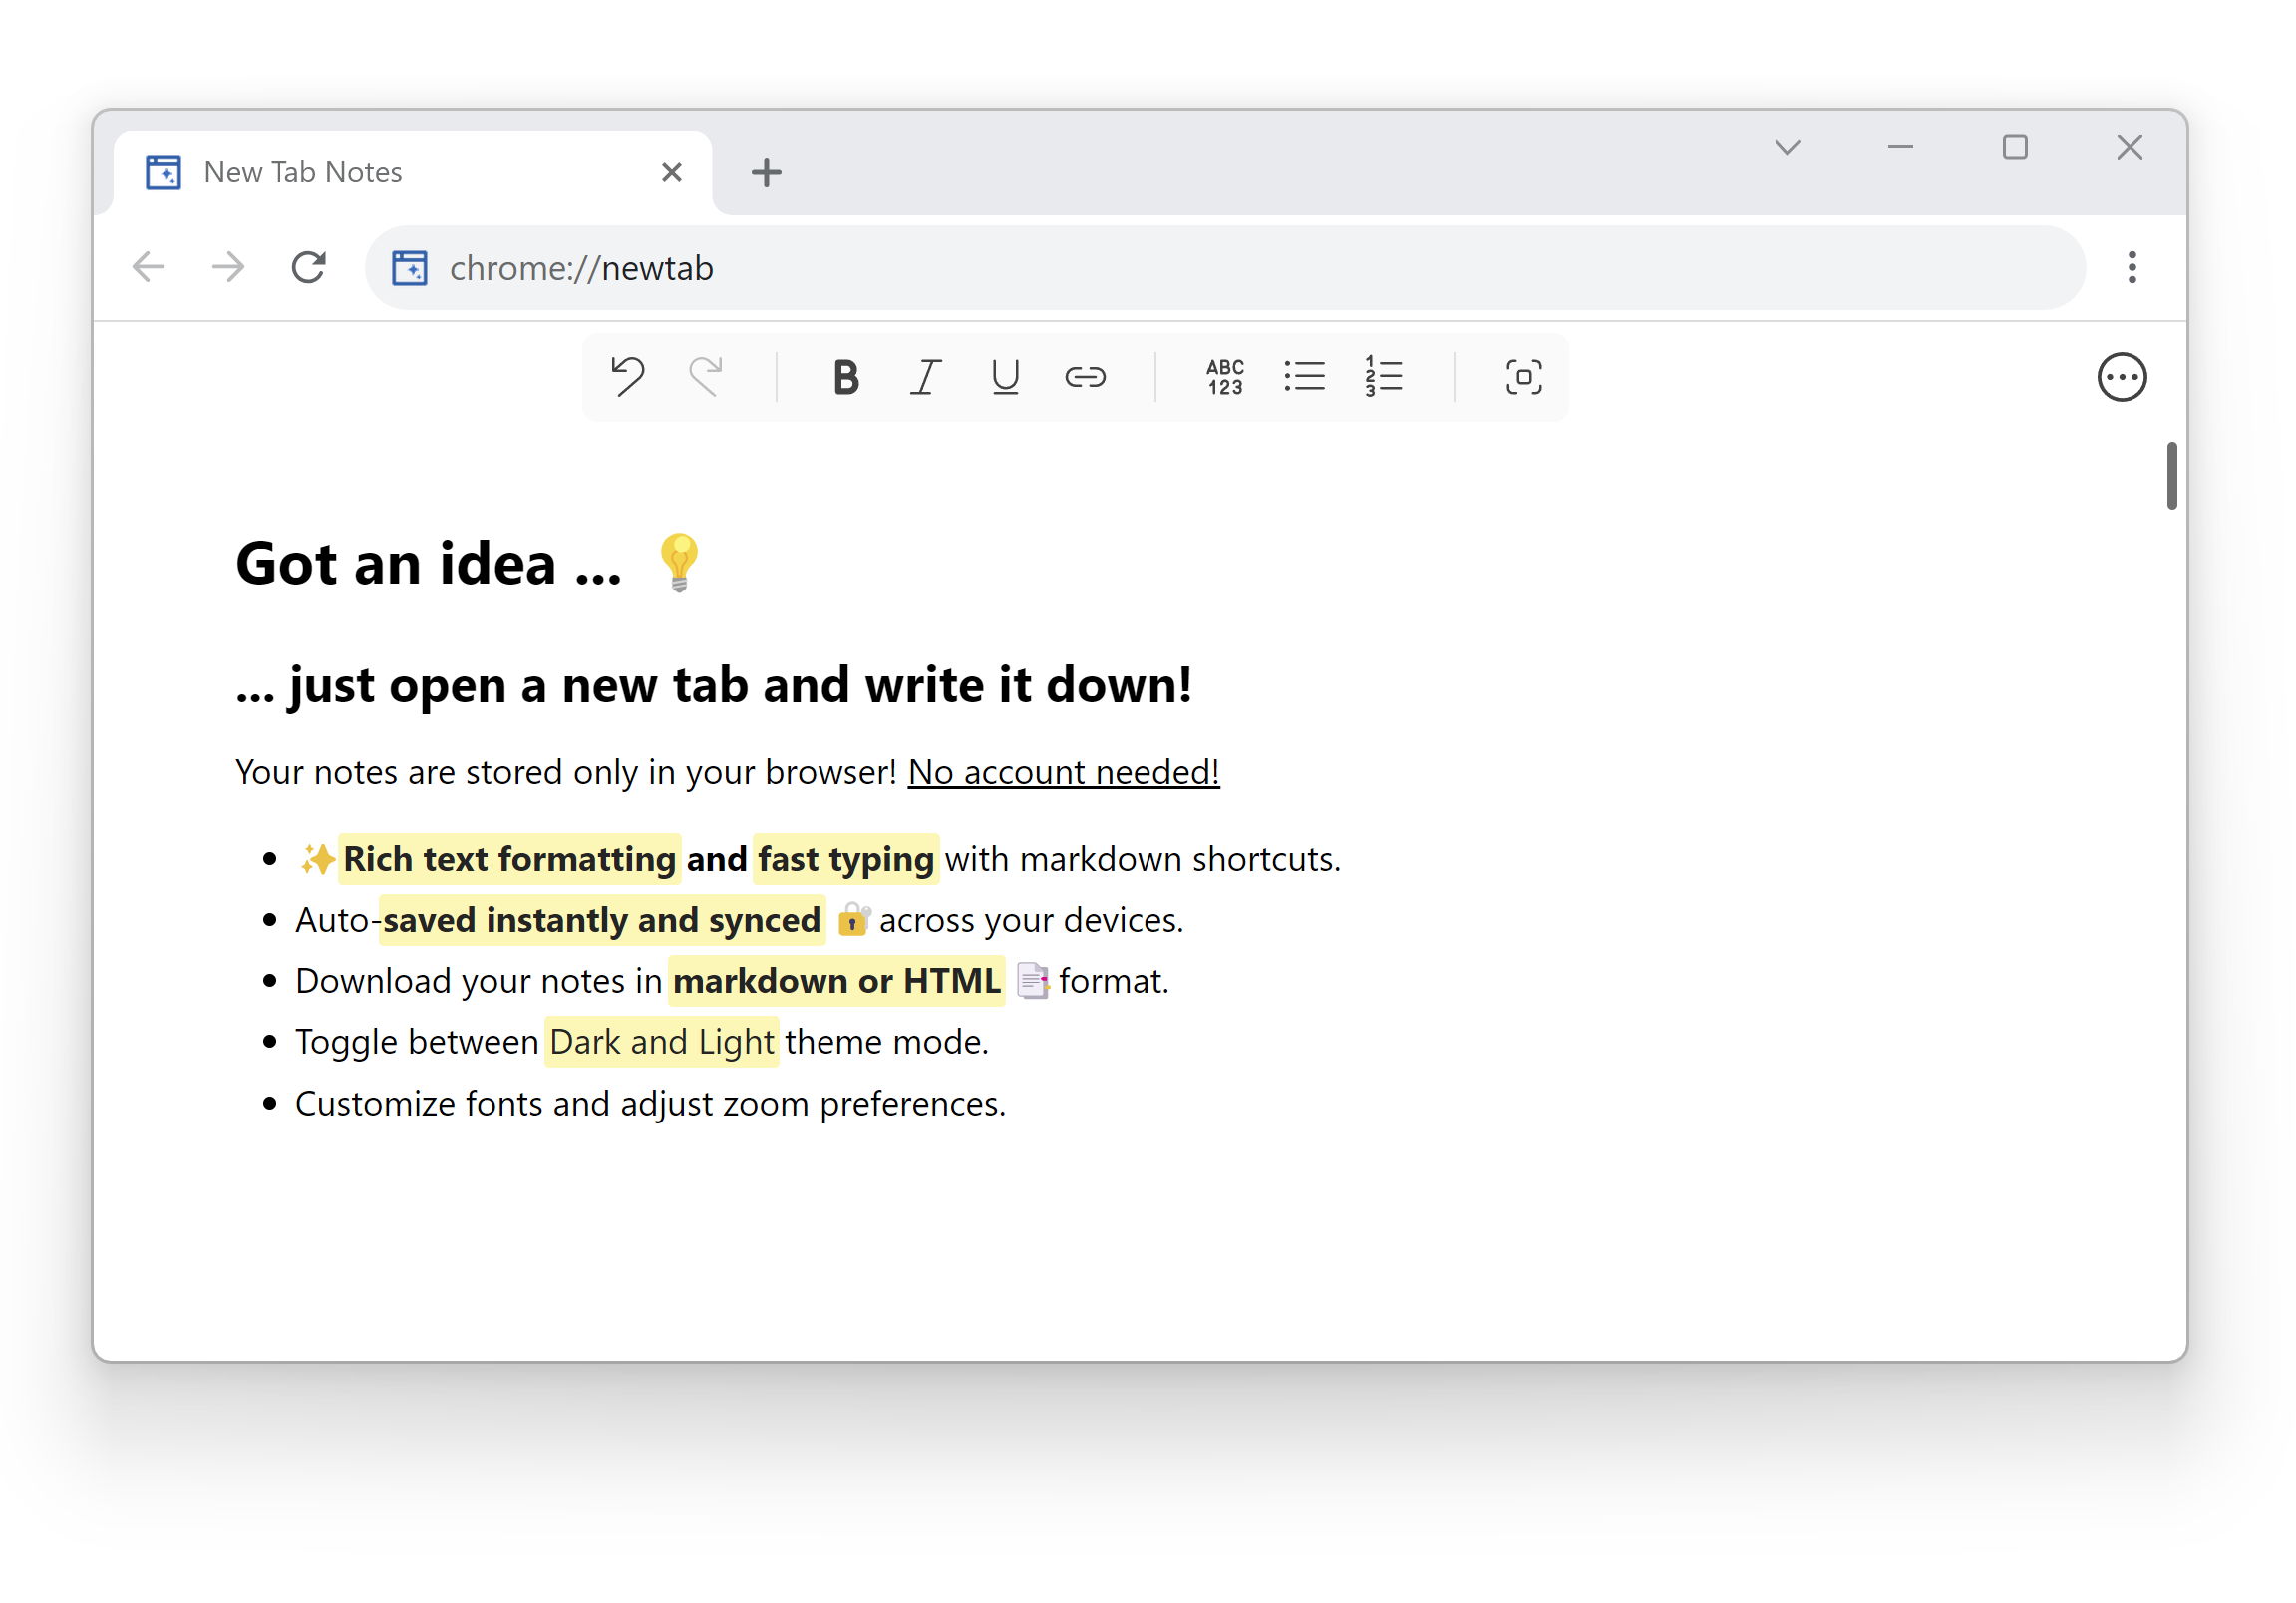 New Tab Notes
chrome://newtab
B I U ABC 123 1 2 3
Got an idea ... 💡
... just open a new tab and write it down!
Your notes are stored only in your browser! No account needed!
• ✨Rich text formatting and fast typing with markdown shortcuts.
• Auto-saved instantly and synced 🔐 across your devices.
• Download your notes in markdown or HTML 📑 format.
• Toggle between Dark and Light theme mode.
• Customize fonts and adjust zoom preferences.